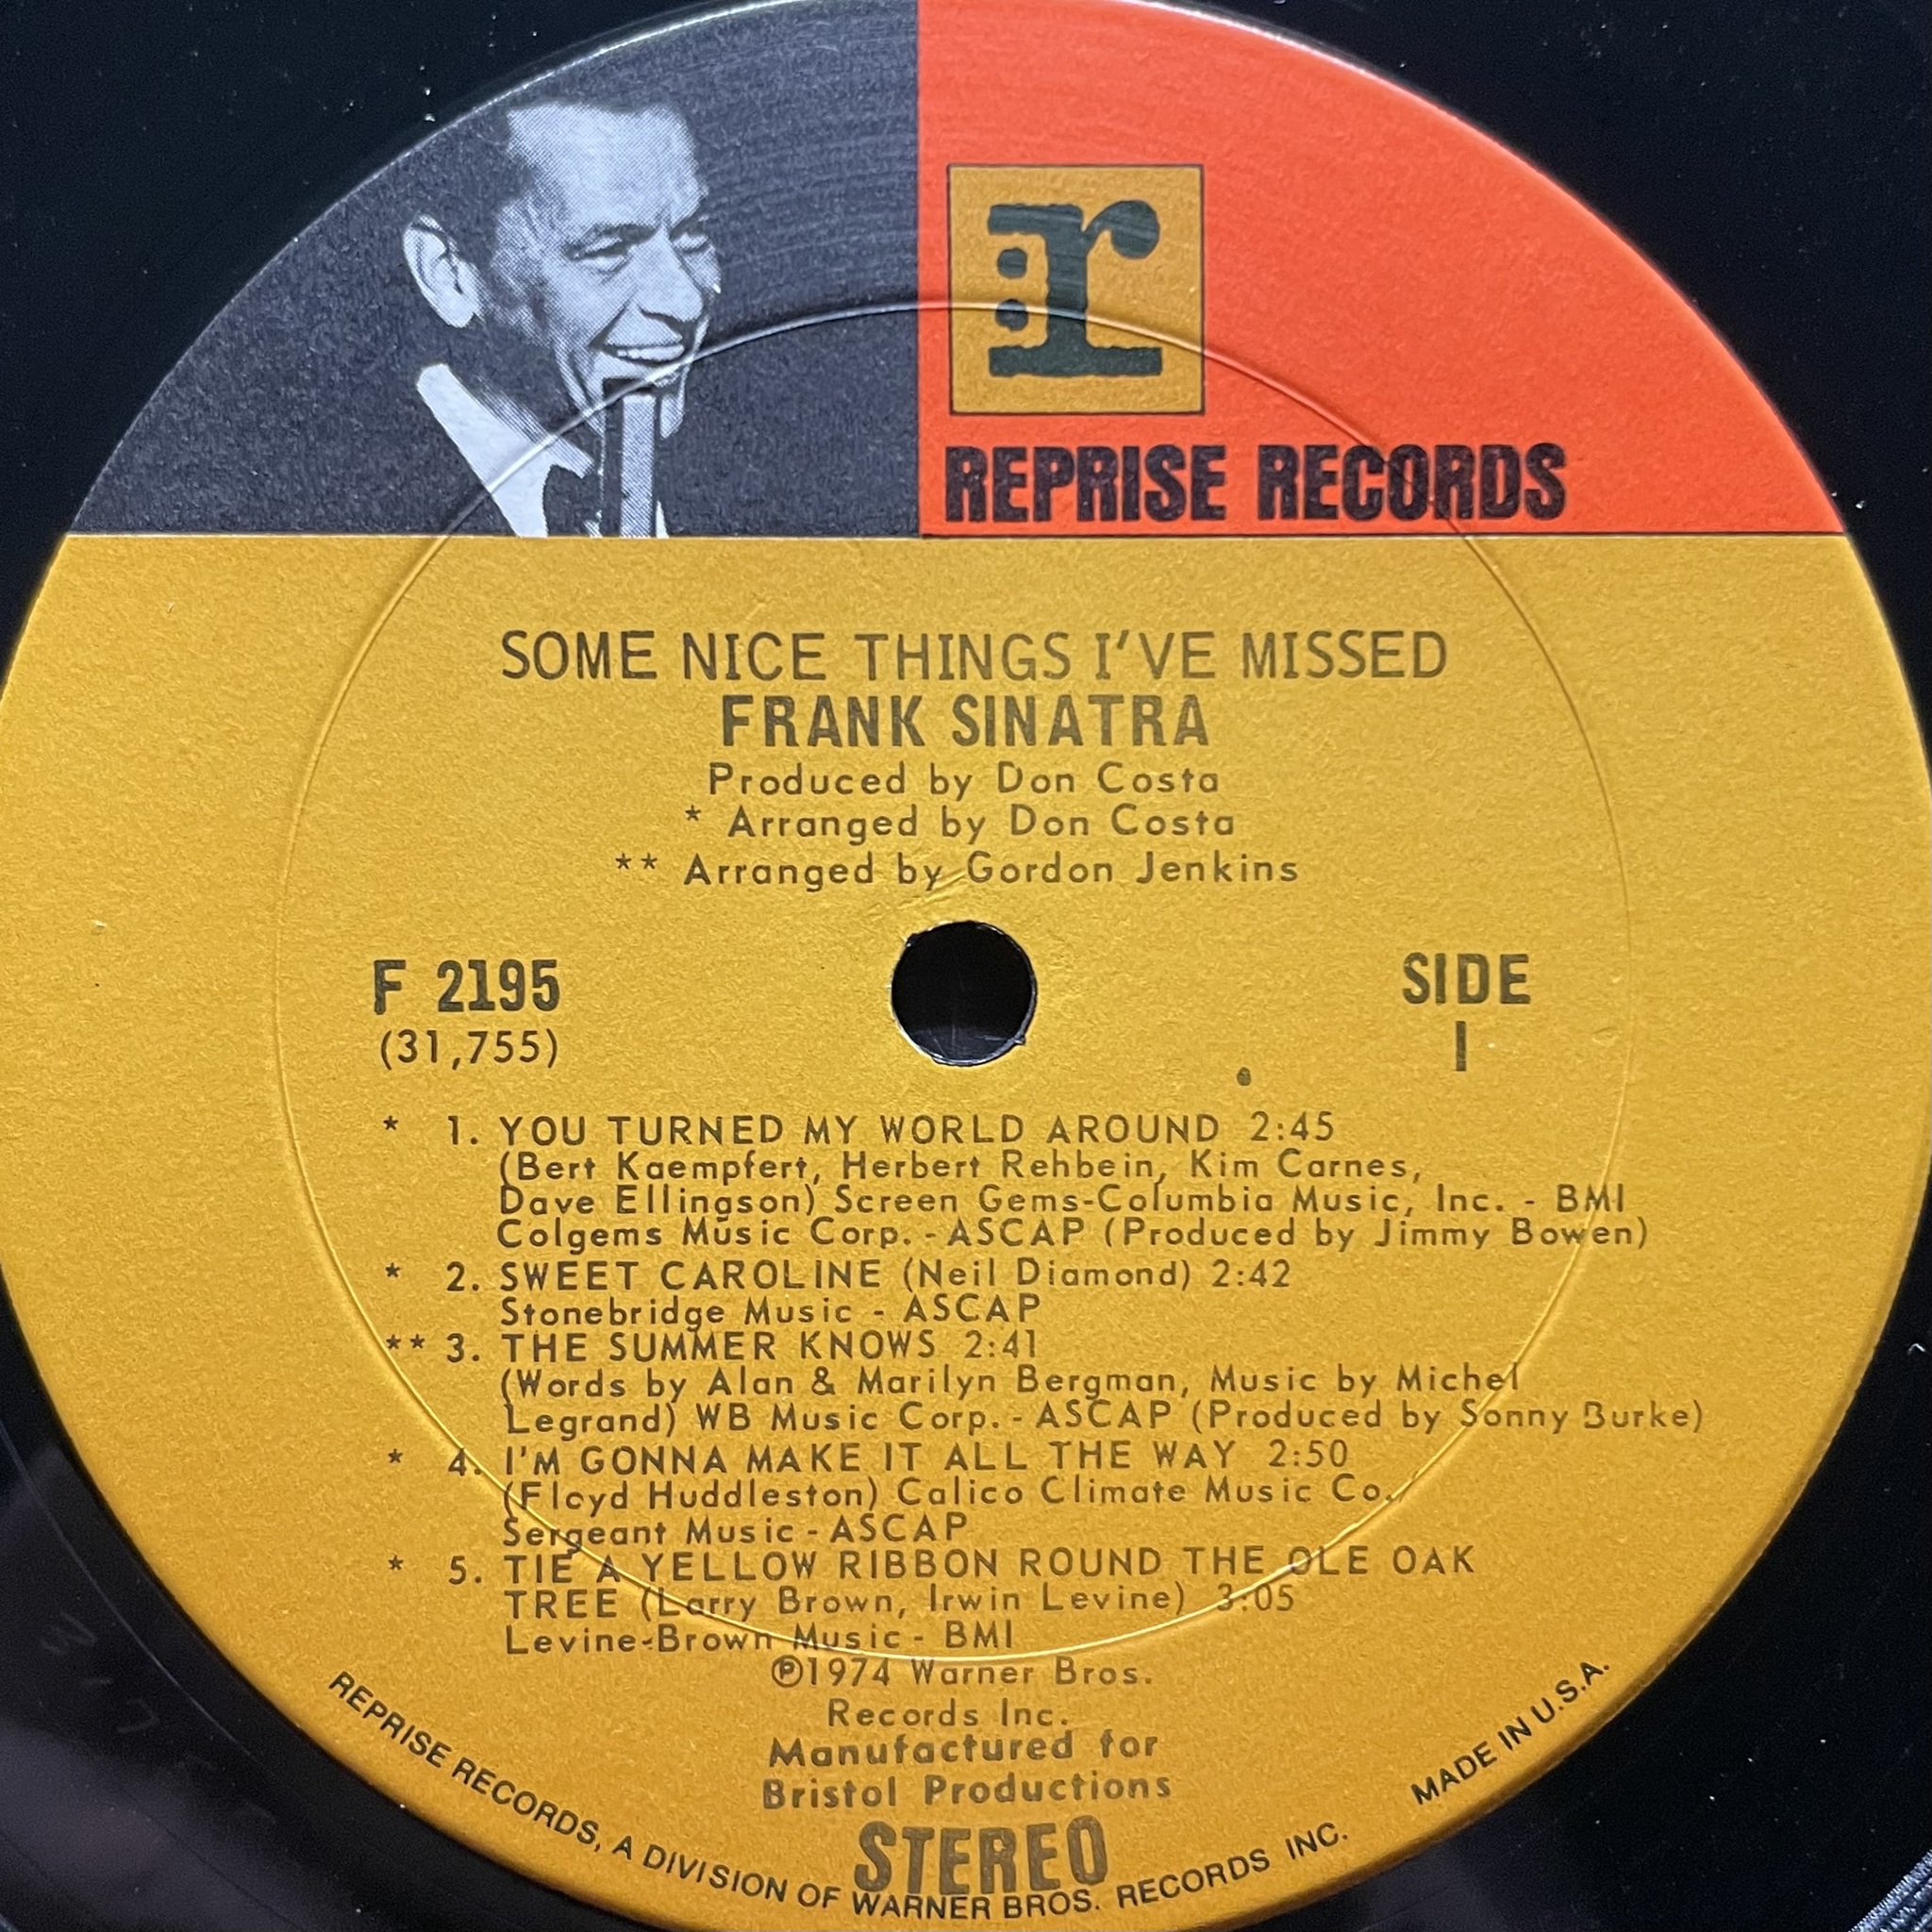 r:
REPRISE RECORDS
SOME NICE THINGS I'VE MISSED
FRANK SINATRA
Produced by Don Costa
* Arranged by Don Costa
** Arranged by Gordon Jenkins
F 2195
(31,755)
SIDE
1
* 1. YOU TURNED MY WORLD AROUND 2:45
(Bert Kaempfert, Herbert Rehbein, Kim Carnes,
Dave Ellingson) Screen Gems-Columbia Music, Inc. - BMI
Colgems Music Corp. - ASCAP (Produced by Jimmy Bowen)
* 2. SWEET CAROLINE (Neil Diamond) 2:42
Stonebridge Music - ASCAP
** 3. THE SUMMER KNOWS 2:41
(Words by Alan & Marilyn Bergman, Music by Michel
Legrand) WB Music Corp. - ASCAP (Produced by Sonny Burke)
* 4. I'M GONNA MAKE IT ALL THE WAY 2:50
(Floyd Huddleston) Calico Climate Music Co.,
Sergeant Music - ASCAP
* 5. TIE A YELLOW RIBBON ROUND THE OLE OAK
TREE (Larry Brown, Irwin Levine) 3:05
Levine-Brown Music - BMI
℗1974 Warner Bros.
Records Inc.
Manufactured for
Bristol Productions
STEREO
REPRISE RECORDS, A DIVISION OF WARNER BROS. RECORDS INC. MADE IN U.S.A.